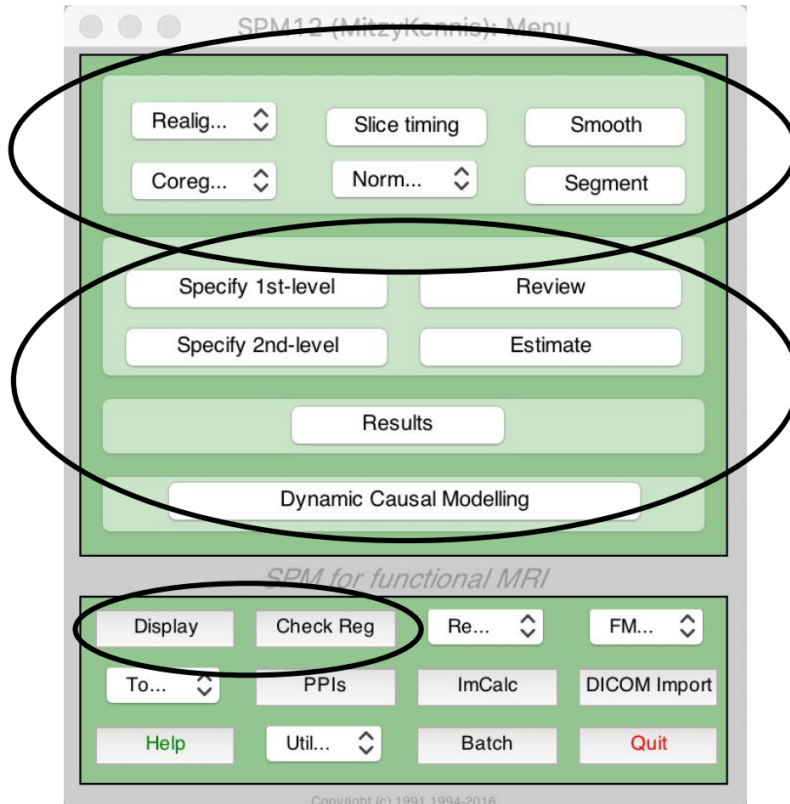 SPM12 (MitzyKennis): Menu
Realig... Slice timing Smooth
Coreg... Norm... Segment
Specify 1st-level Review
Specify 2nd-level Estimate
Results
Dynamic Causal Modelling
SPM for functional MRI
Display Check Reg Re... FM...
To... PPIs ImCalc DICOM Import
Help Util... Batch Quit
Copyright (c) 1991,1994-2016